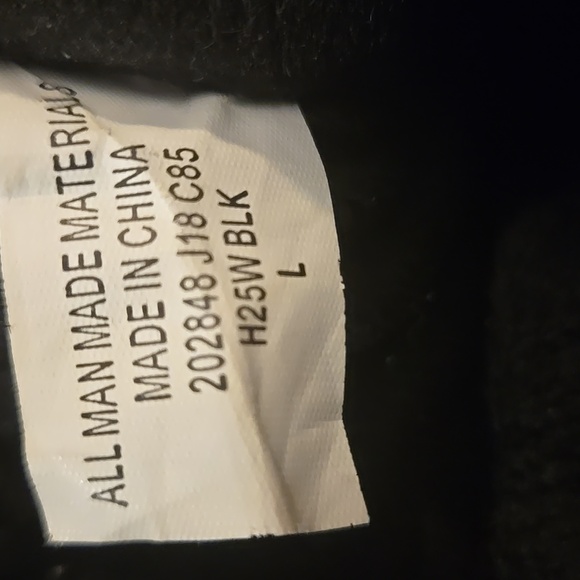 ALL MAN MADE MATERIALS
MADE IN CHINA
202848 J18 C85
H25W BLK
L